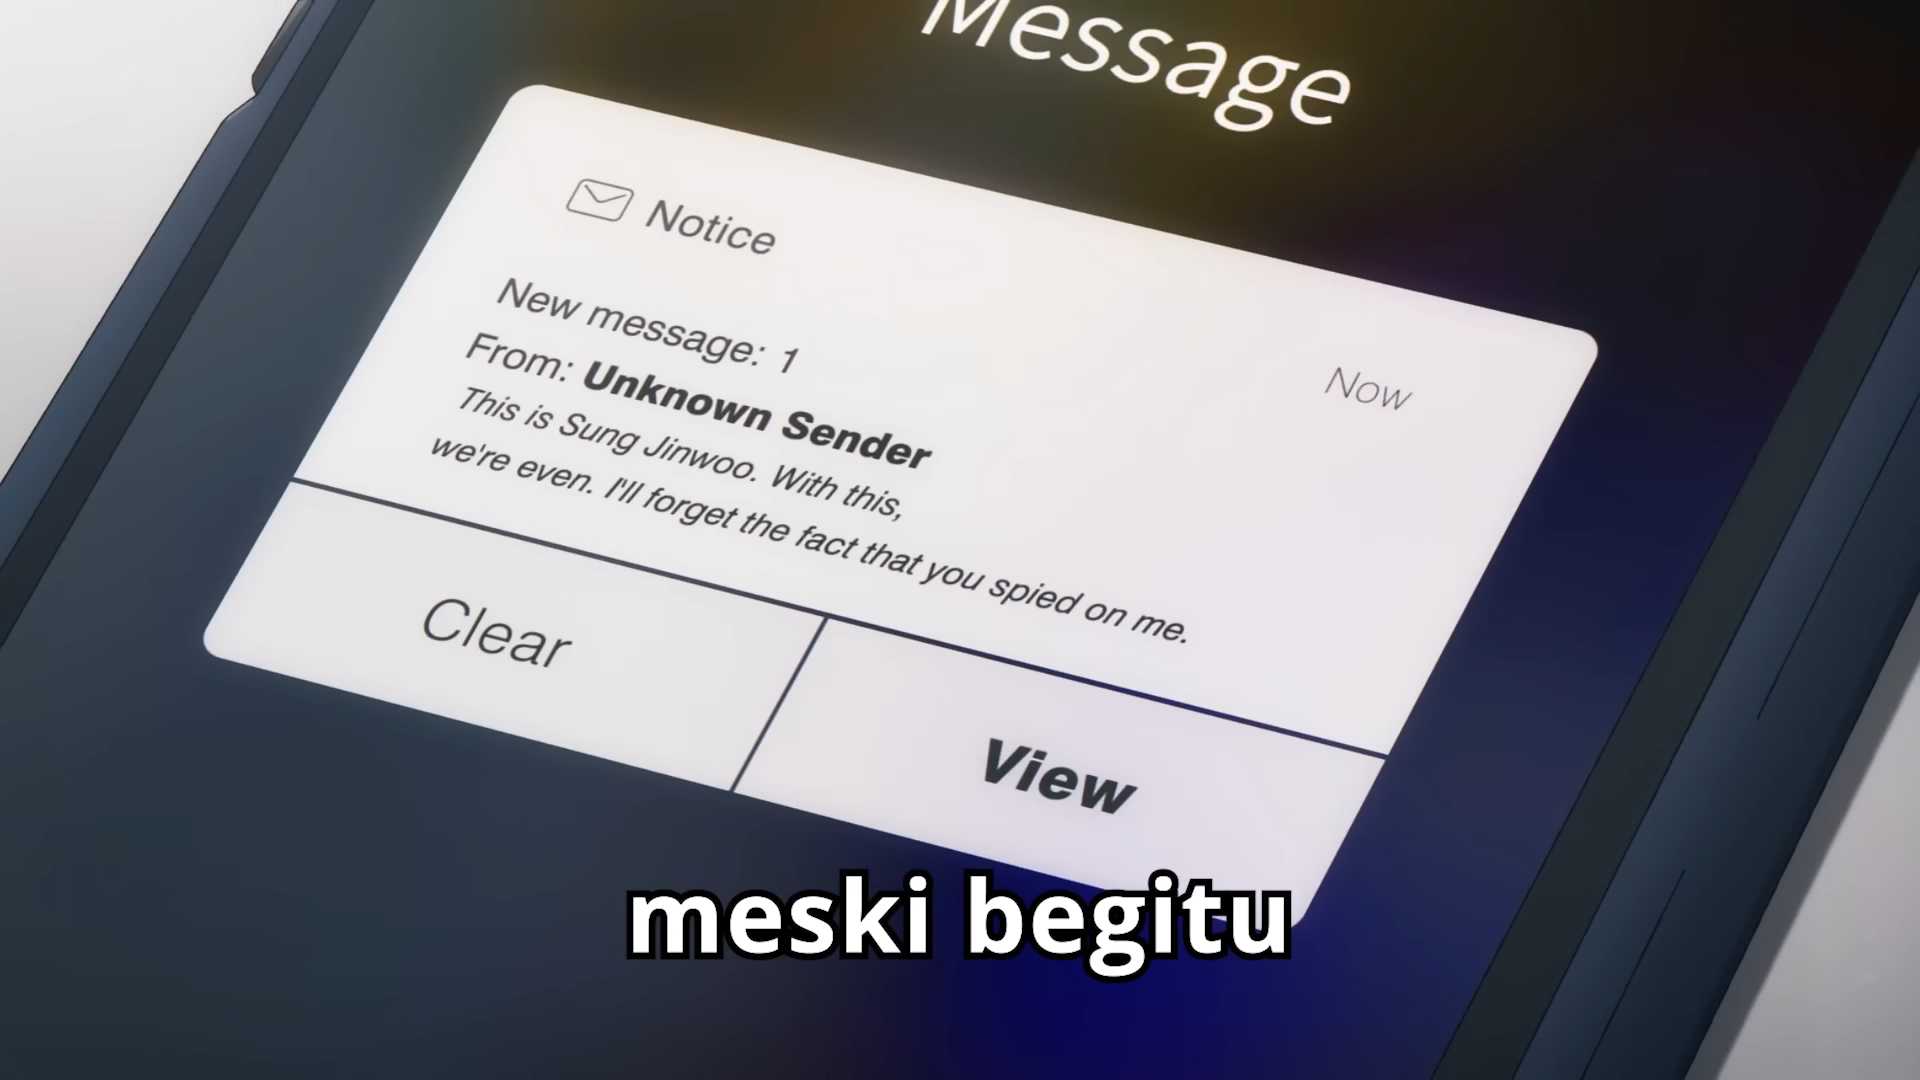 Message
Notice
Now
New message: 1
From: Unknown Sender
This is Sung Jinwoo. With this,
we're even. I'll forget the fact that you spied on me.
Clear
View
meski begitu